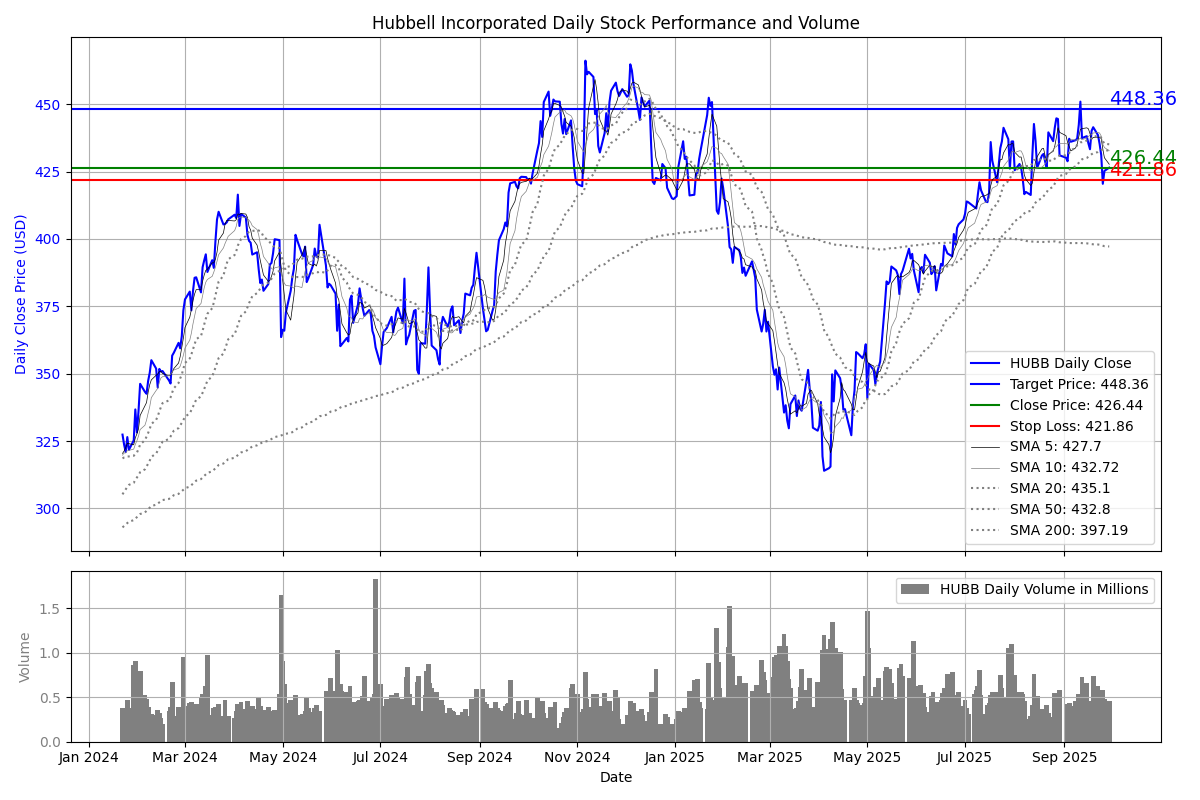 Hubbell Incorporated Daily Stock Performance and Volume
Daily Close Price (USD)
450
425
400
375
350
325
300
448.36
426.44
421.86
HUBB Daily Close
Target Price: 448.36
Close Price: 426.44
Stop Loss: 421.86
SMA 5: 427.7
SMA 10: 432.72
SMA 20: 435.1
SMA 50: 432.8
SMA 200: 397.19
Volume
1.5
1.0
0.5
0.0
HUBB Daily Volume in Millions
Jan 2024 Mar 2024 May 2024 Jul 2024 Sep 2024 Nov 2024 Jan 2025 Mar 2025 May 2025 Jul 2025 Sep 2025
Date